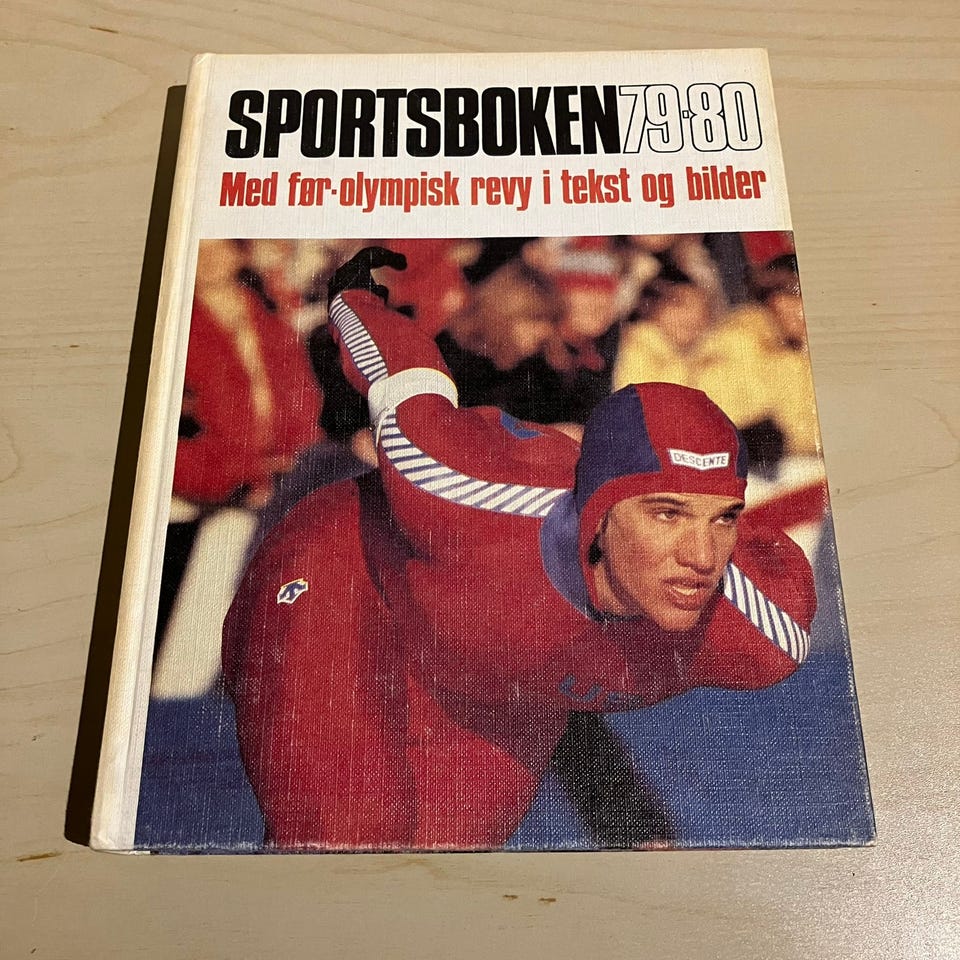 SPORTSBOKEN 79-80
Med før-olympisk revy i tekst og bilder
DESCENTE